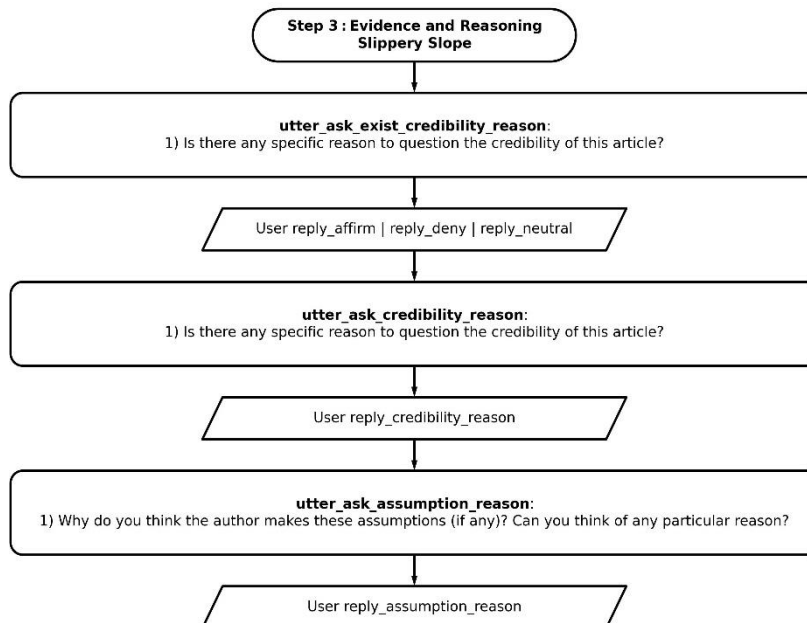 Step 3 : Evidence and Reasoning
Slippery Slope
utter_ask_exist_credibility_reason:
1) Is there any specific reason to question the credibility of this article?
User reply_affirm | reply_deny | reply_neutral
utter_ask_credibility_reason:
1) Is there any specific reason to question the credibility of this article?
User reply_credibility_reason
utter_ask_assumption_reason:
1) Why do you think the author makes these assumptions (if any)? Can you think of any particular reason?
User reply_assumption_reason